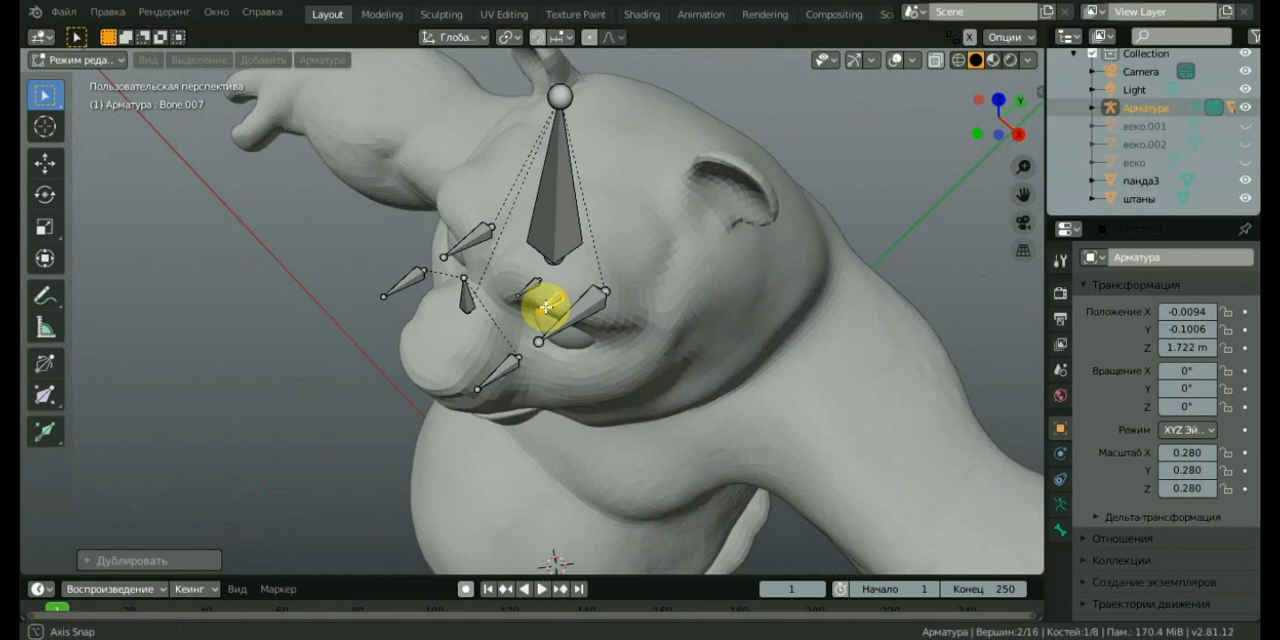 Файл Правка Рендеринг Окно Справка Layout Modeling Sculpting UV Editing Texture Paint Shading Animation Rendering Compositing Sc Scene View Layer
Глоба.. Опции
Режим реда.. Вид Выделение Добавить Арматура
Пользовательская перспектива
(1) Арматура : Bone.007
Y
X
Collection
Camera
Light
Арматура
веко.001
веко.002
веко
панда3
штаны
Арматура
Арматура
Трансформация
Положение X -0.0094
Y -0.1006
Z 1.722 m
Вращение X 0°
Y 0°
Z 0°
Режим XYZ Эй..
Масштаб X 0.280
Y 0.280
Z 0.280
Дельта-трансформация
Отношения
Коллекции
Создание экземпляров
Траектории движения
Дублировать
Воспроизведение Кеинг Вид Маркер 1 Начало 1 Конец 250
1
Axis Snap Арматура | Вершин:2/16 | Костей:1/8 | Пам.: 170.4 MiB | v2.81.12